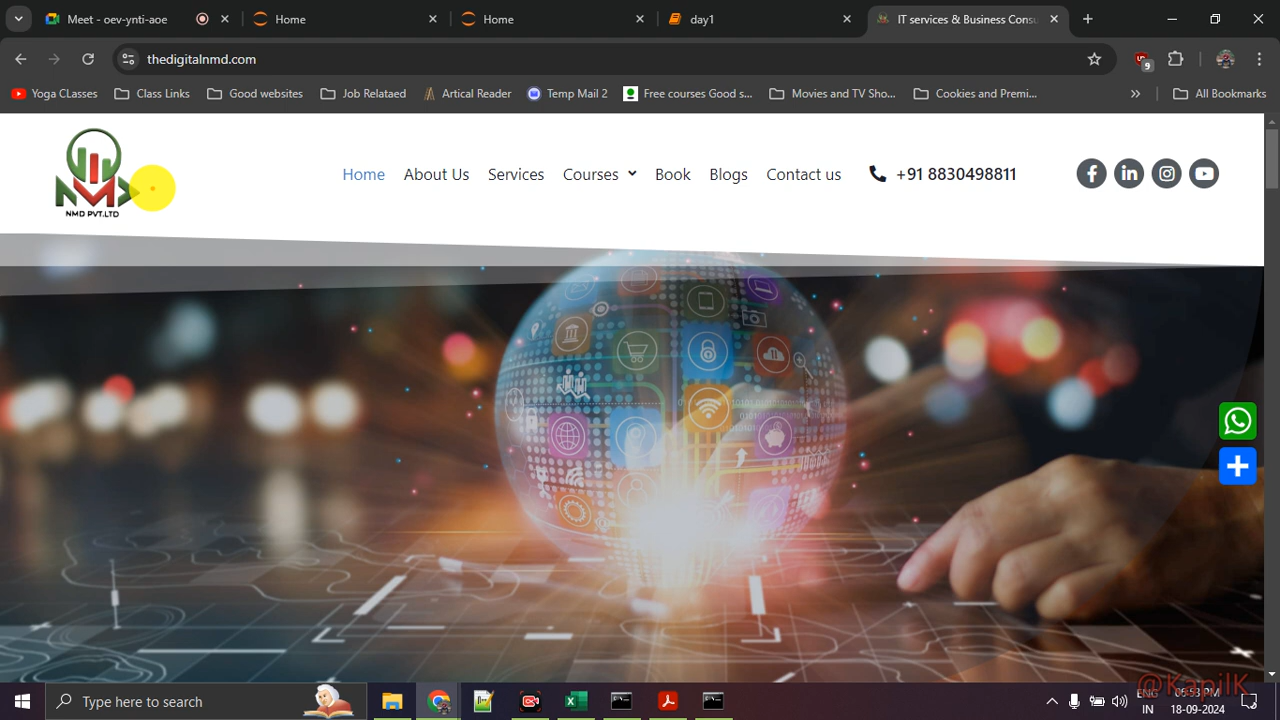 Meet - oev-ynti-aoe
Home
Home
day1
IT services & Business Consu
thedigitalnmd.com
9
Yoga CLasses
Class Links
Good websites
Job Relataed
Artical Reader
Temp Mail 2
Free courses Good s...
Movies and TV Sho...
Cookies and Premi...
All Bookmarks
NMD PVT.LTD
Home
About Us
Services
Courses
Book
Blogs
Contact us
+91 8830498811
Type here to search
ENG
IN
05:53 PM
18-09-2024
@KapilK